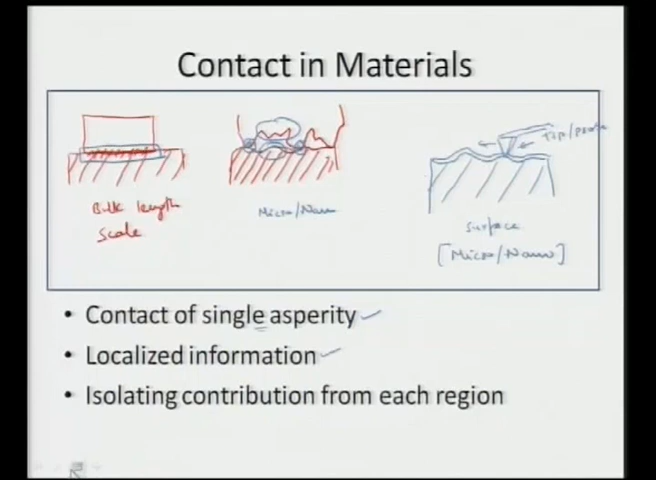 Contact in Materials
Tip/probe
Bulk length
scale
Micro/Nano
surface
[Micro/Nano]
• Contact of single asperity
• Localized information
• Isolating contribution from each region